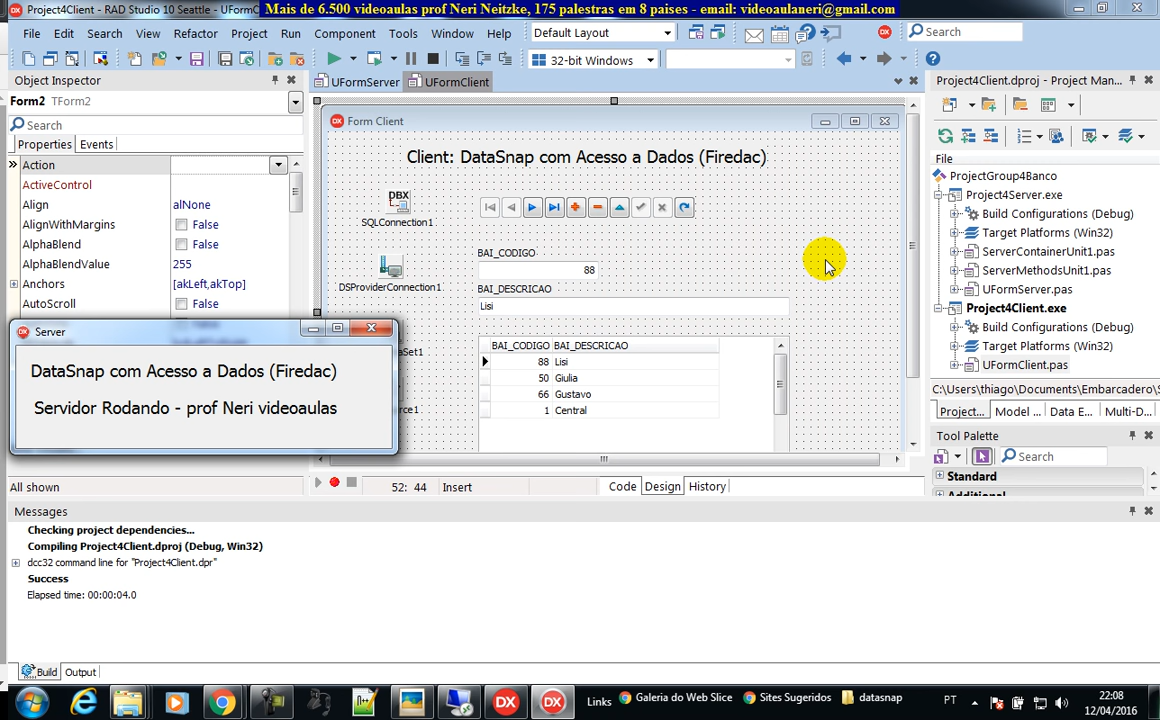 Project4Client - RAD Studio 10 Seattle - UFormC
Mais de 6.500 videoaulas prof Neri Neitzke, 175 palestras em 8 paises - email: videoaulaneri@gmail.com
File Edit Search View Refactor Project Run Component Tools Window Help
Default Layout
Search
32-bit Windows
Object Inspector
Form2 TForm2
Search
Properties Events
Action
ActiveControl
Align alNone
AlignWithMargins False
AlphaBlend False
AlphaBlendValue 255
Anchors [akLeft,akTop]
AutoScroll False
UFormServer UFormClient
Form Client
Client: DataSnap com Acesso a Dados (Firedac)
DBX
SQLConnection1
DSProviderConnection1
BAI_CODIGO
88
BAI_DESCRICAO
Lisi
BAI_CODIGO BAI_DESCRICAO
88 Lisi
50 Giulia
66 Gustavo
1 Central
Server
DataSnap com Acesso a Dados (Firedac)
Servidor Rodando - prof Neri videoaulas
All shown
52: 44 Insert
Code Design History
Project4Client.dproj - Project Man...
File
ProjectGroup4Banco
Project4Server.exe
Build Configurations (Debug)
Target Platforms (Win32)
ServerContainerUnit1.pas
ServerMethodsUnit1.pas
UFormServer.pas
Project4Client.exe
Build Configurations (Debug)
Target Platforms (Win32)
UFormClient.pas
C:\Users\thiago\Documents\Embarcadero\S
Project... Model ... Data E... Multi-D...
Tool Palette
Search
Standard
Additional
Messages
Checking project dependencies...
Compiling Project4Client.dproj (Debug, Win32)
dcc32 command line for "Project4Client.dpr"
Success
Elapsed time: 00:00:04.0
Build Output
Links Galeria do Web Slice Sites Sugeridos datasnap
PT
22:08
12/04/2016